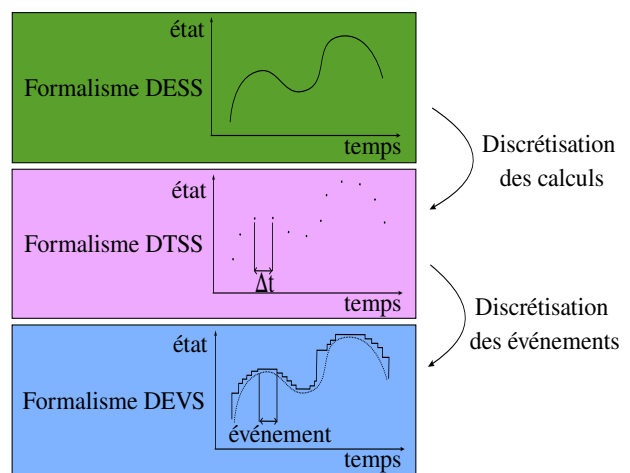 état
Formalisme DESS
temps
Discrétisation
des calculs
état
Formalisme DTSS
Δt
temps
Discrétisation
des événements
état
Formalisme DEVS
événement
temps